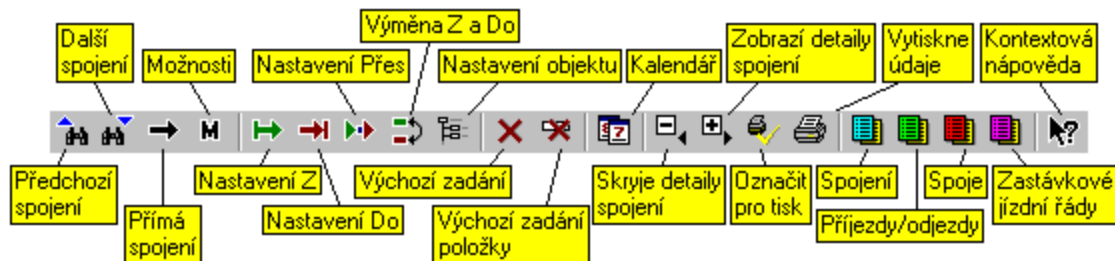 Další
spojení
Možnosti
Nastavení Přes
Výměna Z a Do
Nastavení objektu
Kalendář
Zobrazí detaily
spojení
Vytiskne
údaje
Kontextová
nápověda
M
7
?
Předchozí
spojení
Přímá
spojení
Nastavení Z
Nastavení Do
Výchozí zadání
Výchozí zadání
položky
Skryje detaily
spojení
Označit
pro tisk
Spojení
Příjezdy/odjezdy
Spoje
Zastávkové
jízdní řády